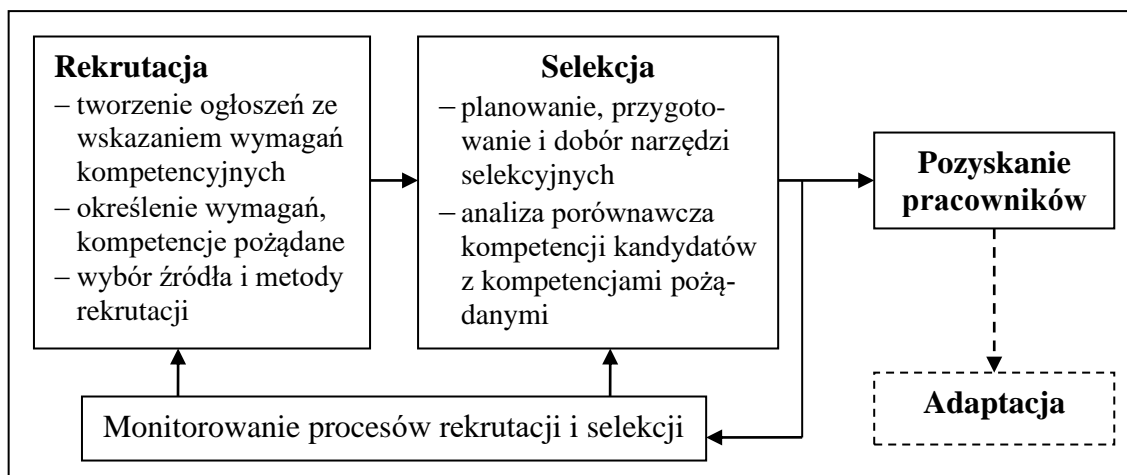 Rekrutacja
– tworzenie ogłoszeń ze
wskazaniem wymagań
kompetencyjnych
– określenie wymagań,
kompetencje pożądane
– wybór źródła i metody
rekrutacji
Selekcja
– planowanie, przygoto-
wanie i dobór narzędzi
selekcyjnych
– analiza porównawcza
kompetencji kandydatów
z kompetencjami pożą-
danymi
Pozyskanie
pracowników
Adaptacja
Monitorowanie procesów rekrutacji i selekcji